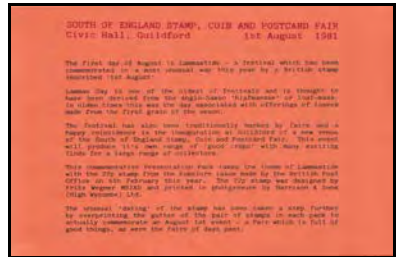 SOUTH OF ENGLAND STAMP, COIN AND POSTCARD FAIR
Civic Hall, Guildford 1st August 1981
The first day of August is Lammastide - a festival which has been
commemorated in a most unusual way this year by a British stamp
inscribed 'Lammastide'.
Lammas Day is one of the oldest of festivals and is thought to
have been derived from the Anglo-Saxon or loaf-mass.
In olden times this was the day associated with offerings of loaves
made from the first grain of the season.
The festival has also been traditionally marked by fairs and a
happy coincidence is the inauguration at Guildford of a new venue
of the South of England Stamp, Coin and Postcard Fair. This event
will produce it's own range of 'good crops' with many exciting
finds for a large range of collectors.
This commemorative Presentation Pack takes the theme of Lammastide
with the stamp from the Folklore issue made by the British Post
Office on 6th February this year. The stamp was designed by
Fritz Wegner and printed in photogravure by Harrison & Sons
(High Wycombe) Ltd.
The unusual 'dating' of the stamp has been taken a step further
by overprinting the gutter of the pair of stamps in each pack to
actually commemorate an August 1st event - a Fair which is full of
good things, as were the fairs of days past.